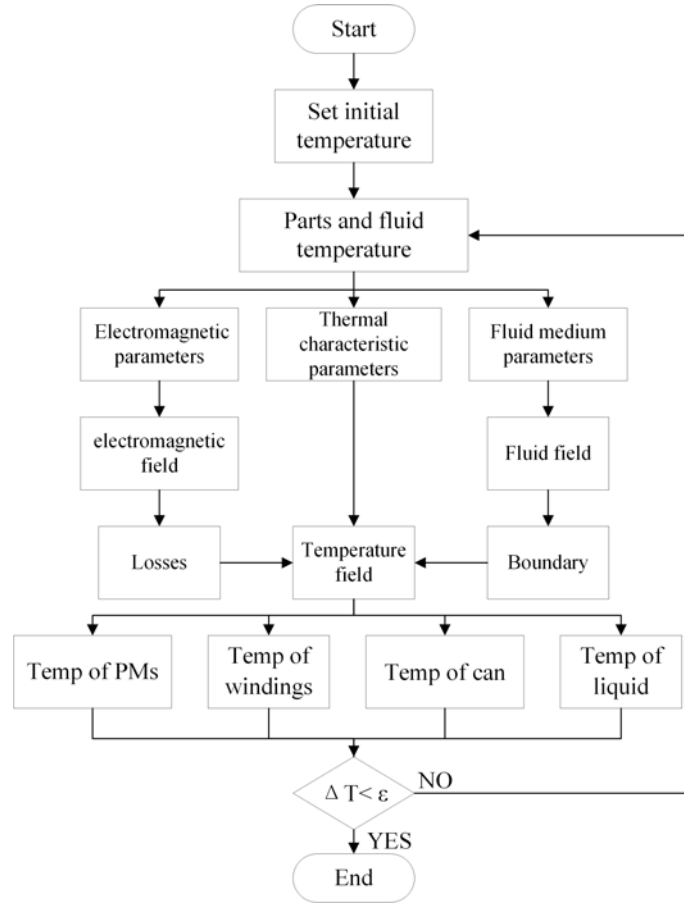 Start
Set initial
temperature
Parts and fluid
temperature
Electromagnetic
parameters
Thermal
characteristic
parameters
Fluid medium
parameters
electromagnetic
field
Fluid field
Losses
Temperature
field
Boundary
Temp of PMs
Temp of
windings
Temp of can
Temp of
liquid
Δ T< ε
NO
YES
End